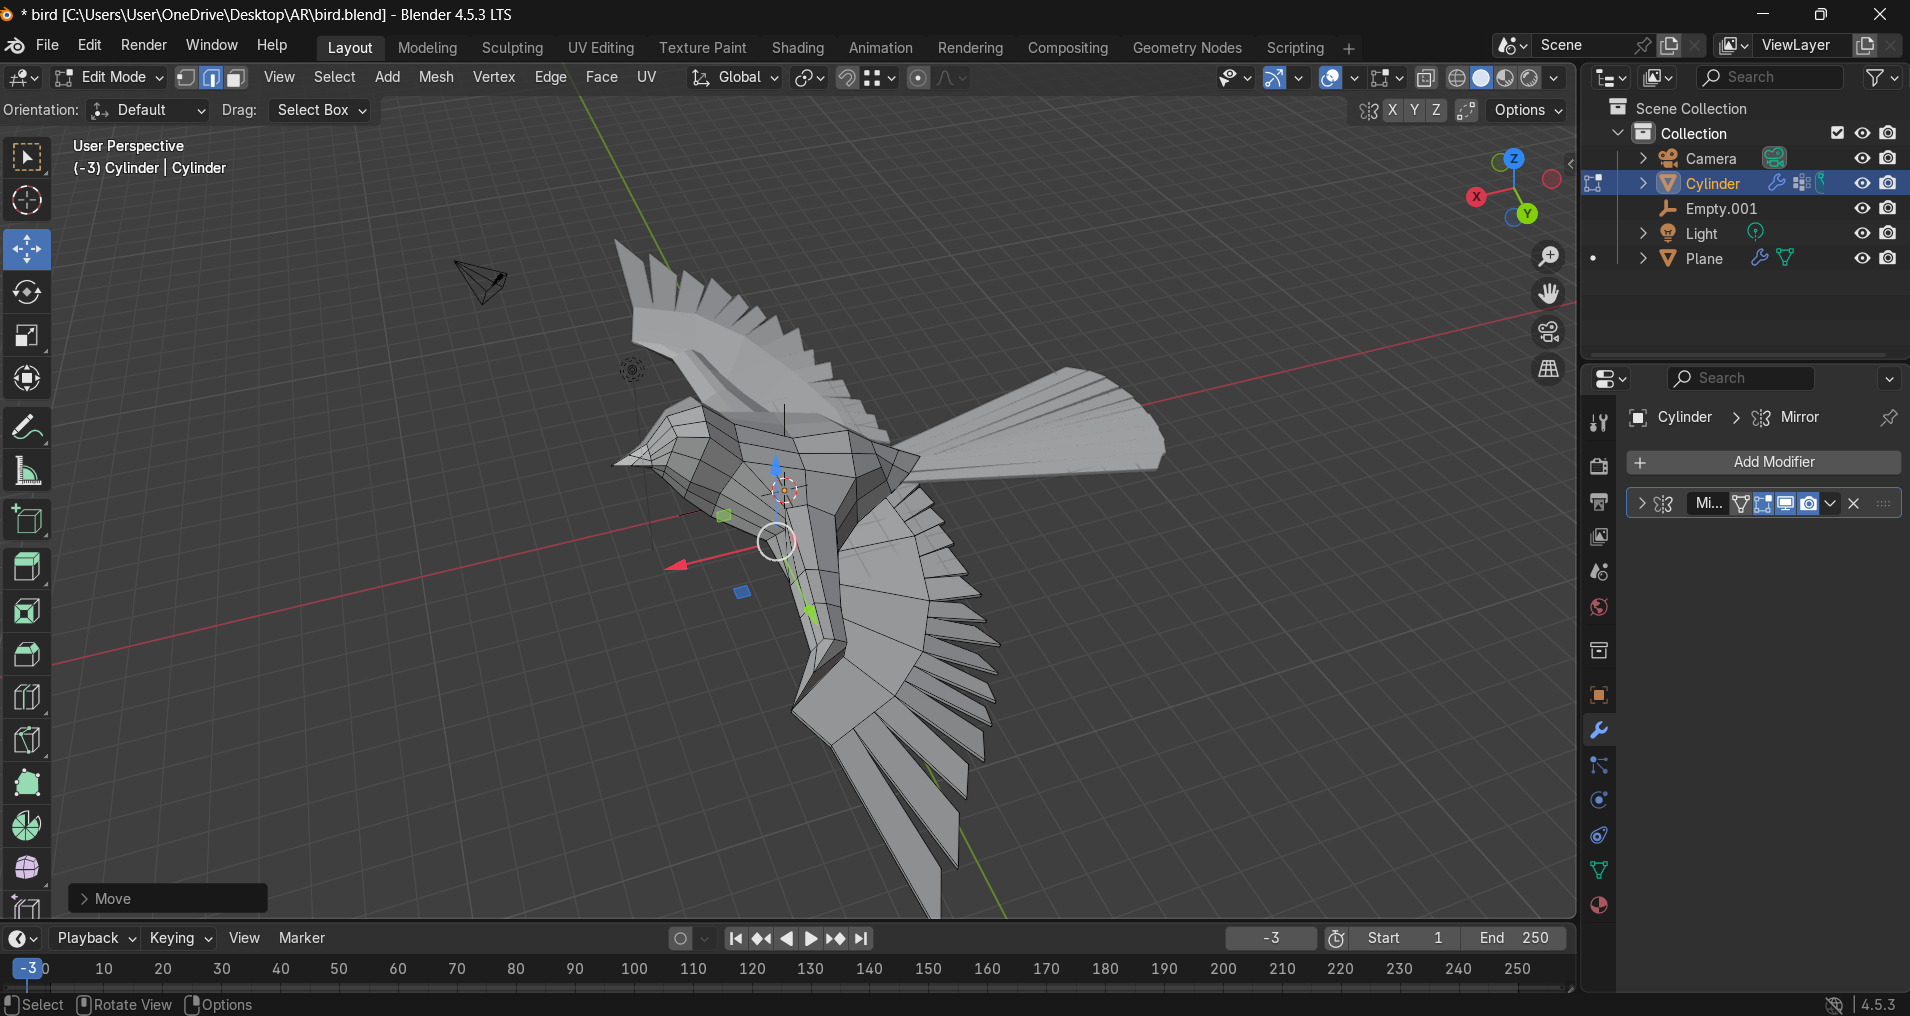 * bird [C:\Users\User\OneDrive\Desktop\AR\bird.blend] - Blender 4.5.3 LTS
File Edit Render Window Help Layout Modeling Sculpting UV Editing Texture Paint Shading Animation Rendering Compositing Geometry Nodes Scripting + Scene ViewLayer
Edit Mode View Select Add Mesh Vertex Edge Face UV Global Search
Orientation: Default Drag: Select Box X Y Z Options
Scene Collection
User Perspective
(-3) Cylinder | Cylinder
Collection
Camera
Cylinder
Empty.001
Light
Plane
Z
X
Y
Search
Cylinder > Mirror
+ Add Modifier
Mi...
> Move
Playback Keying View Marker -3 Start 1 End 250
-3 0 10 20 30 40 50 60 70 80 90 100 110 120 130 140 150 160 170 180 190 200 210 220 230 240 250
Select Rotate View Options 4.5.3